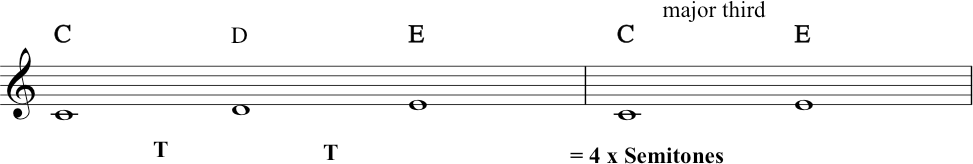 major third
C D E C E
T T = 4 x Semitones